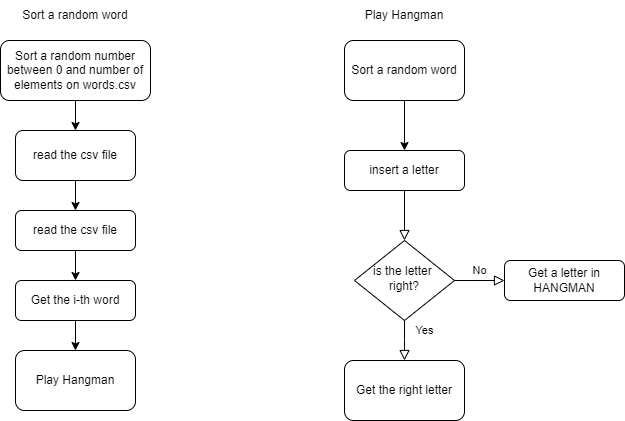 Sort a random word
Sort a random number
between 0 and number of
elements on words.csv
read the csv file
read the csv file
Get the i-th word
Play Hangman
Play Hangman
Sort a random word
insert a letter
is the letter
right?
No
Get a letter in
HANGMAN
Yes
Get the right letter